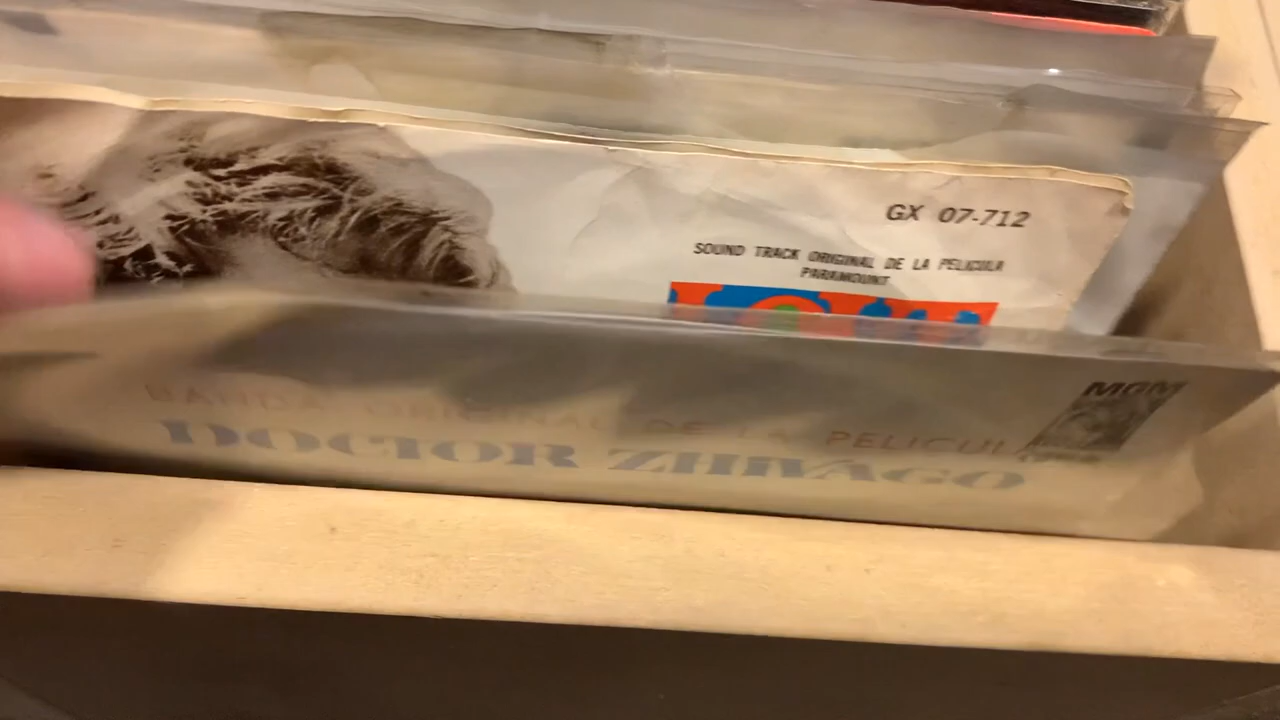 GX 07-712
SOUND TRACK ORIGINAL DE LA PELICULA
PARAMOUNT
MGM
BANDA ORIGINAL DE LA PELICULA
DOCTOR ZHIVAGO